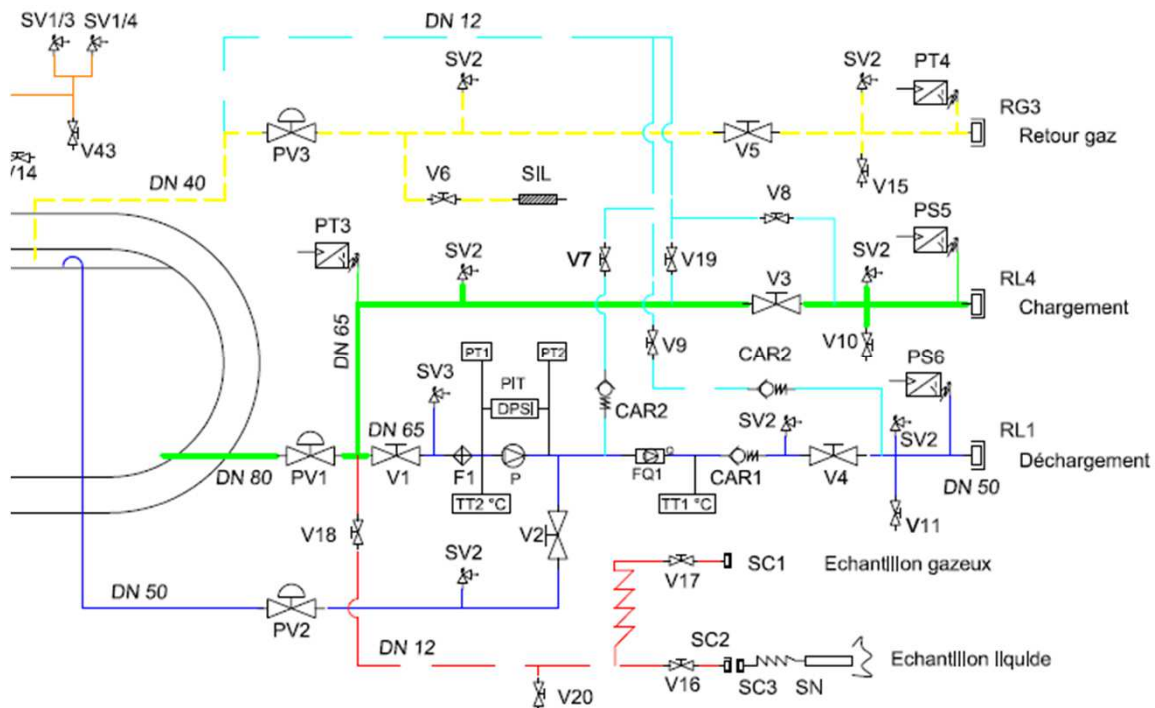 SV1/3 SV1/4
DN 12
SV2
SV2
PT4
RG3
Retour gaz
V43
PV3
V5
V14
V6
SIL
V15
DN 40
V8
PT3
SV2
V7
V19
SV2
PS5
V3
RL4
Chargement
DN 65
V9
V10
PT1
PT2
CAR2
PS6
SV3
PIT
DPS
CAR2
SV2
SV2
RL1
Déchargement
DN 65
DN 80
PV1
V1
F1
P
FQ1
Q
CAR1
V4
DN 50
TT2 °C
TT1 °C
V11
V18
V2
SV2
SC1
Echantillon gazeux
V17
DN 50
PV2
DN 12
SC2
Echantillon liquide
V16
SC3
SN
V20